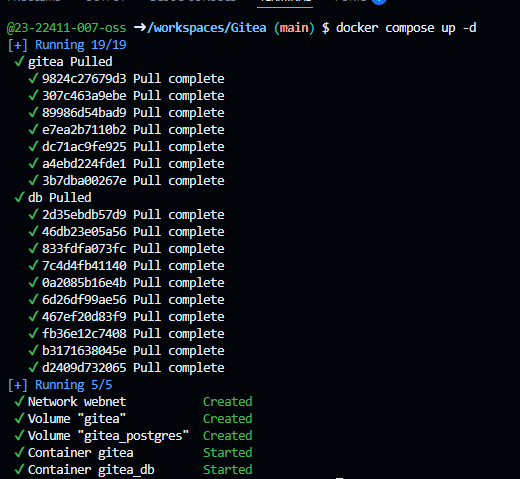 @23-22411-007-oss ➜/workspaces/Gitea (main) $ docker compose up -d
[+] Running 19/19
✓ gitea Pulled
✓ 9824c27679d3 Pull complete
✓ 307c463a9ebe Pull complete
✓ 89986d54bad9 Pull complete
✓ e7ea2b7110b2 Pull complete
✓ dc71ac9fe925 Pull complete
✓ a4ebd224fde1 Pull complete
✓ 3b7dba00267e Pull complete
✓ db Pulled
✓ 2d35ebdb57d9 Pull complete
✓ 46db23e05a56 Pull complete
✓ 833fdfa073fc Pull complete
✓ 7c4d4fb41140 Pull complete
✓ 0a2085b16e4b Pull complete
✓ 6d26df99ae56 Pull complete
✓ 467ef20d83f9 Pull complete
✓ fb36e12c7408 Pull complete
✓ b3171638045e Pull complete
✓ d2409d732065 Pull complete
[+] Running 5/5
✓ Network webnet Created
✓ Volume "gitea" Created
✓ Volume "gitea_postgres" Created
✓ Container gitea Started
✓ Container gitea_db Started